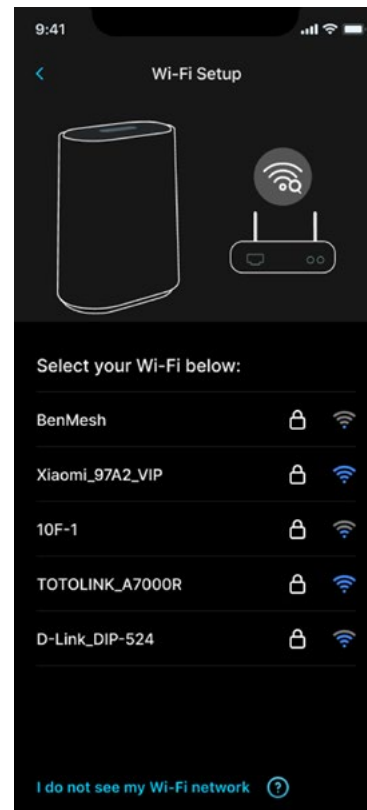 9:41
Wi-Fi Setup
Select your Wi-Fi below:
BenMesh
Xiaomi_97A2_VIP
10F-1
TOTOLINK_A7000R
D-Link_DIP-524
I do not see my Wi-Fi network ?